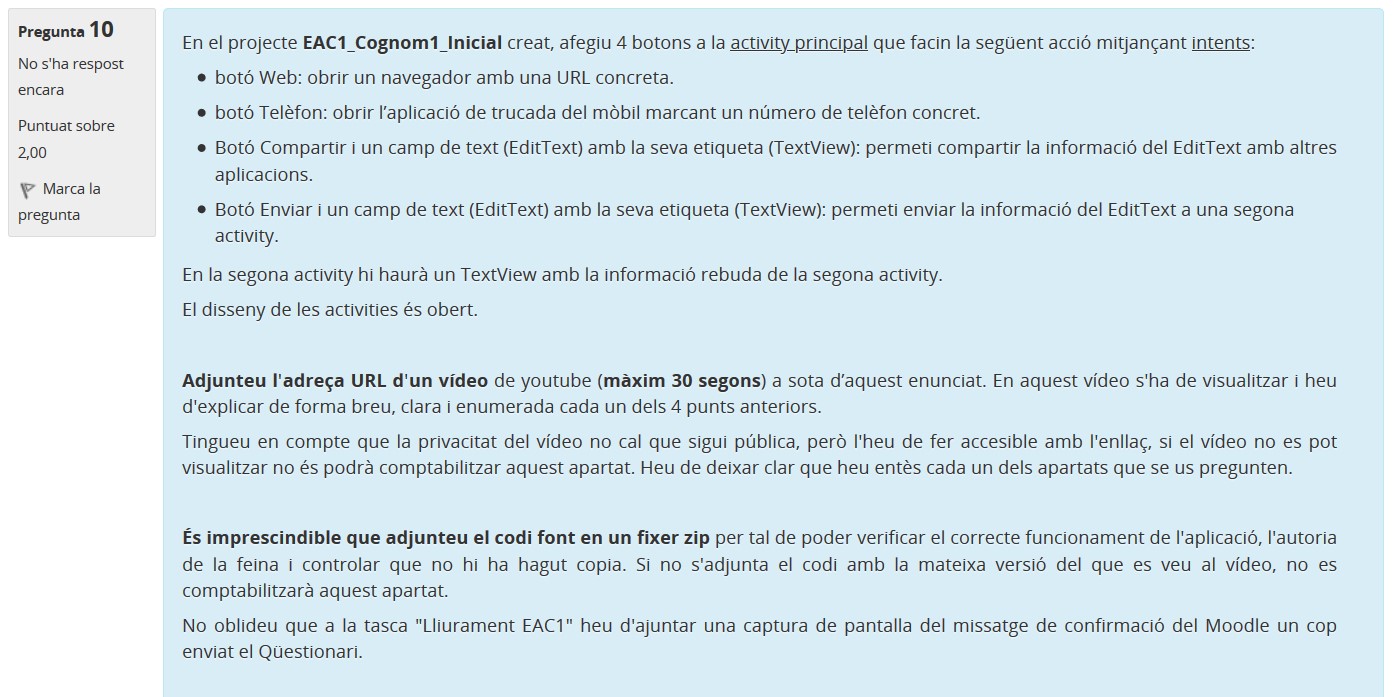 Pregunta 10
No s'ha respost
encara
Puntuat sobre
2,00
Marca la
pregunta
En el projecte EAC1_Cognom1_Inicial creat, afegiu 4 botons a la activity principal que facin la següent acció mitjançant intents:
botó Web: obrir un navegador amb una URL concreta.
botó Telèfon: obrir l’aplicació de trucada del mòbil marcant un número de telèfon concret.
Botó Compartir i un camp de text (EditText) amb la seva etiqueta (TextView): permeti compartir la informació del EditText amb altres
aplicacions.
Botó Enviar i un camp de text (EditText) amb la seva etiqueta (TextView): permeti enviar la informació del EditText a una segona
activity.
En la segona activity hi haurà un TextView amb la informació rebuda de la segona activity.
El disseny de les activities és obert.
Adjunteu l'adreça URL d'un vídeo de youtube (màxim 30 segons) a sota d’aquest enunciat. En aquest vídeo s'ha de visualitzar i heu
d'explicar de forma breu, clara i enumerada cada un dels 4 punts anteriors.
Tingueu en compte que la privacitat del vídeo no cal que sigui pública, però l'heu de fer accesible amb l'enllaç, si el vídeo no es pot
visualitzar no és podrà comptabilitzar aquest apartat. Heu de deixar clar que heu entès cada un dels apartats que se us pregunten.
És imprescindible que adjunteu el codi font en un fixer zip per tal de poder verificar el correcte funcionament de l'aplicació, l'autoria
de la feina i controlar que no hi ha hagut copia. Si no s'adjunta el codi amb la mateixa versió del que es veu al vídeo, no es
comptabilitzarà aquest apartat.
No oblideu que a la tasca "Lliurament EAC1" heu d'ajuntar una captura de pantalla del missatge de confirmació del Moodle un cop
enviat el Qüestionari.